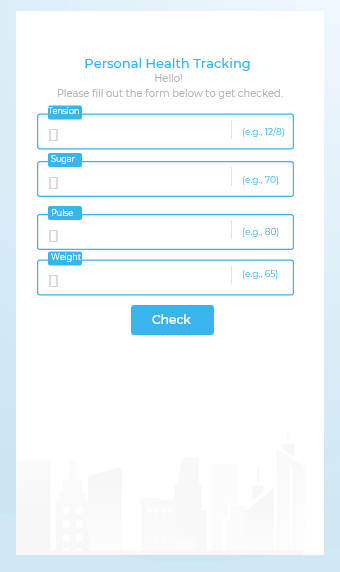 Personal Health Tracking
Hello!
Please fill out the form below to get checked.
Tension
(e.g., 12/8)
Sugar
(e.g., 70)
Pulse
(e.g., 80)
Weight
(e.g., 65)
Check